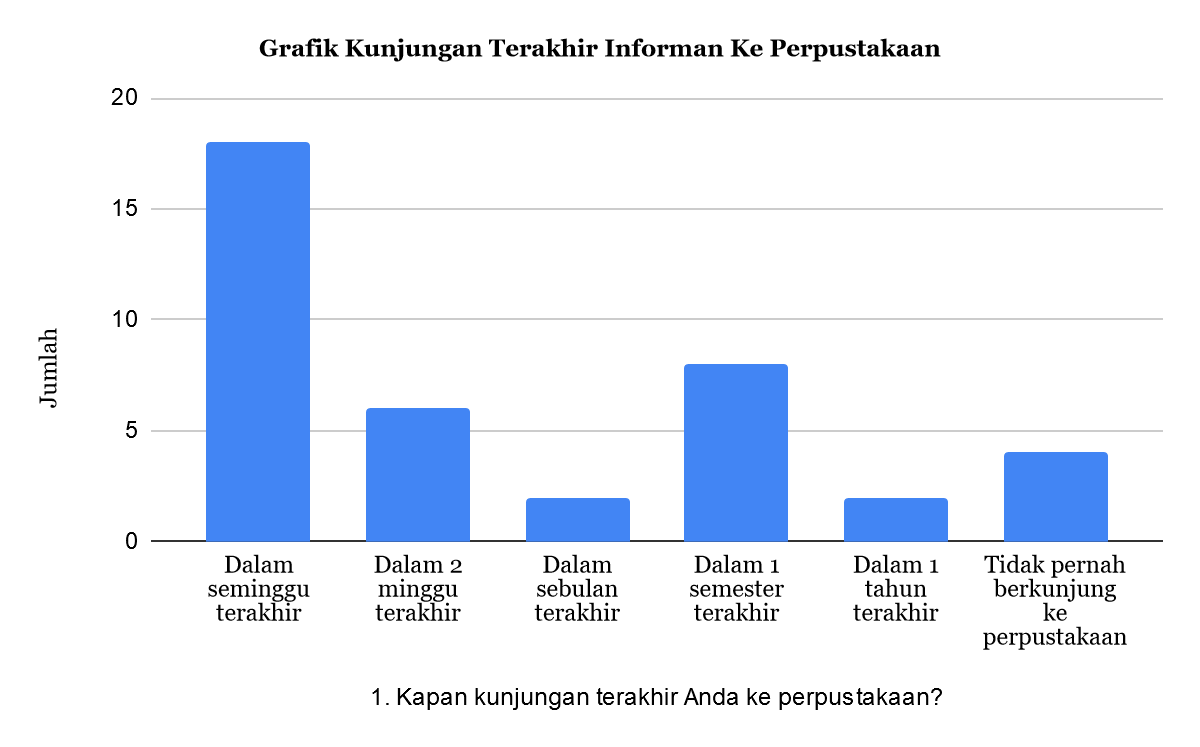 Grafik Kunjungan Terakhir Informan Ke Perpustakaan
20
15
10
5
0
Jumlah
Dalam
seminggu
terakhir
Dalam 2
minggu
terakhir
Dalam
sebulan
terakhir
Dalam 1
semester
terakhir
Dalam 1
tahun
terakhir
Tidak pernah
berkunjung
ke
perpustakaan
1. Kapan kunjungan terakhir Anda ke perpustakaan?